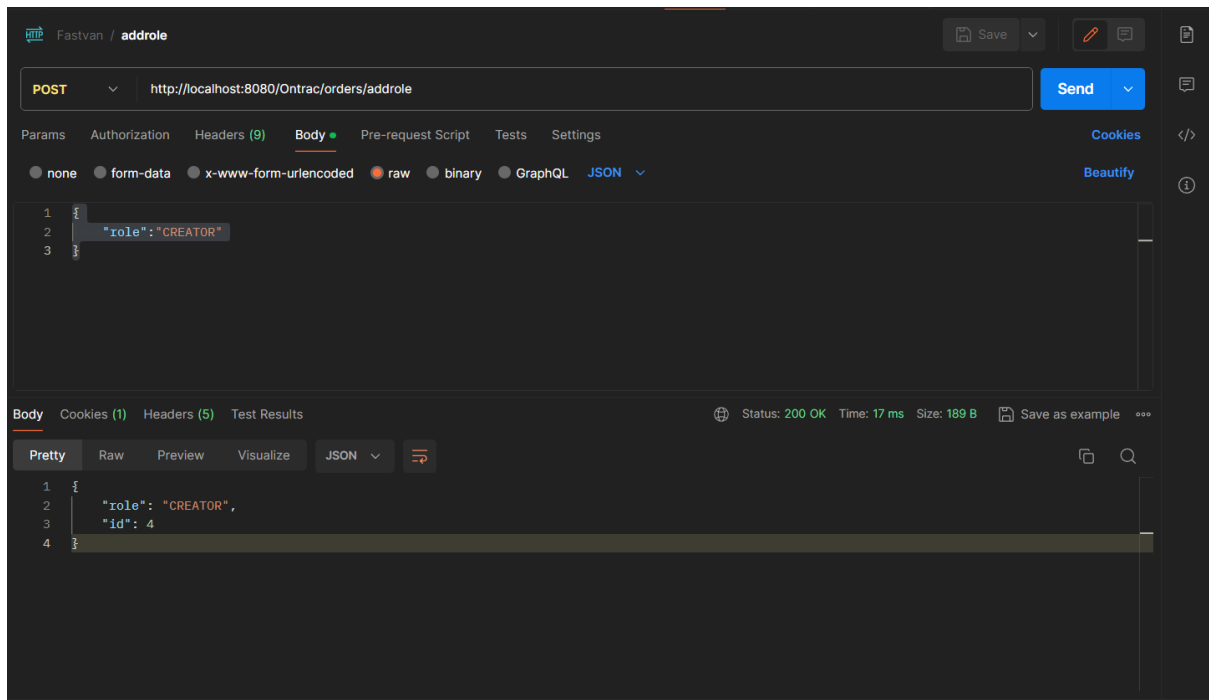 HTTP Fastvan / addrole Save
POST http://localhost:8080/Ontrac/orders/addrole Send
Params Authorization Headers (9) Body Pre-request Script Tests Settings Cookies
none form-data x-www-form-urlencoded raw binary GraphQL JSON Beautify
1 {
2 "role":"CREATOR"
3 }
Body Cookies (1) Headers (5) Test Results Status: 200 OK Time: 17 ms Size: 189 B Save as example
Pretty Raw Preview Visualize JSON
1 {
2 "role": "CREATOR",
3 "id": 4
4 }